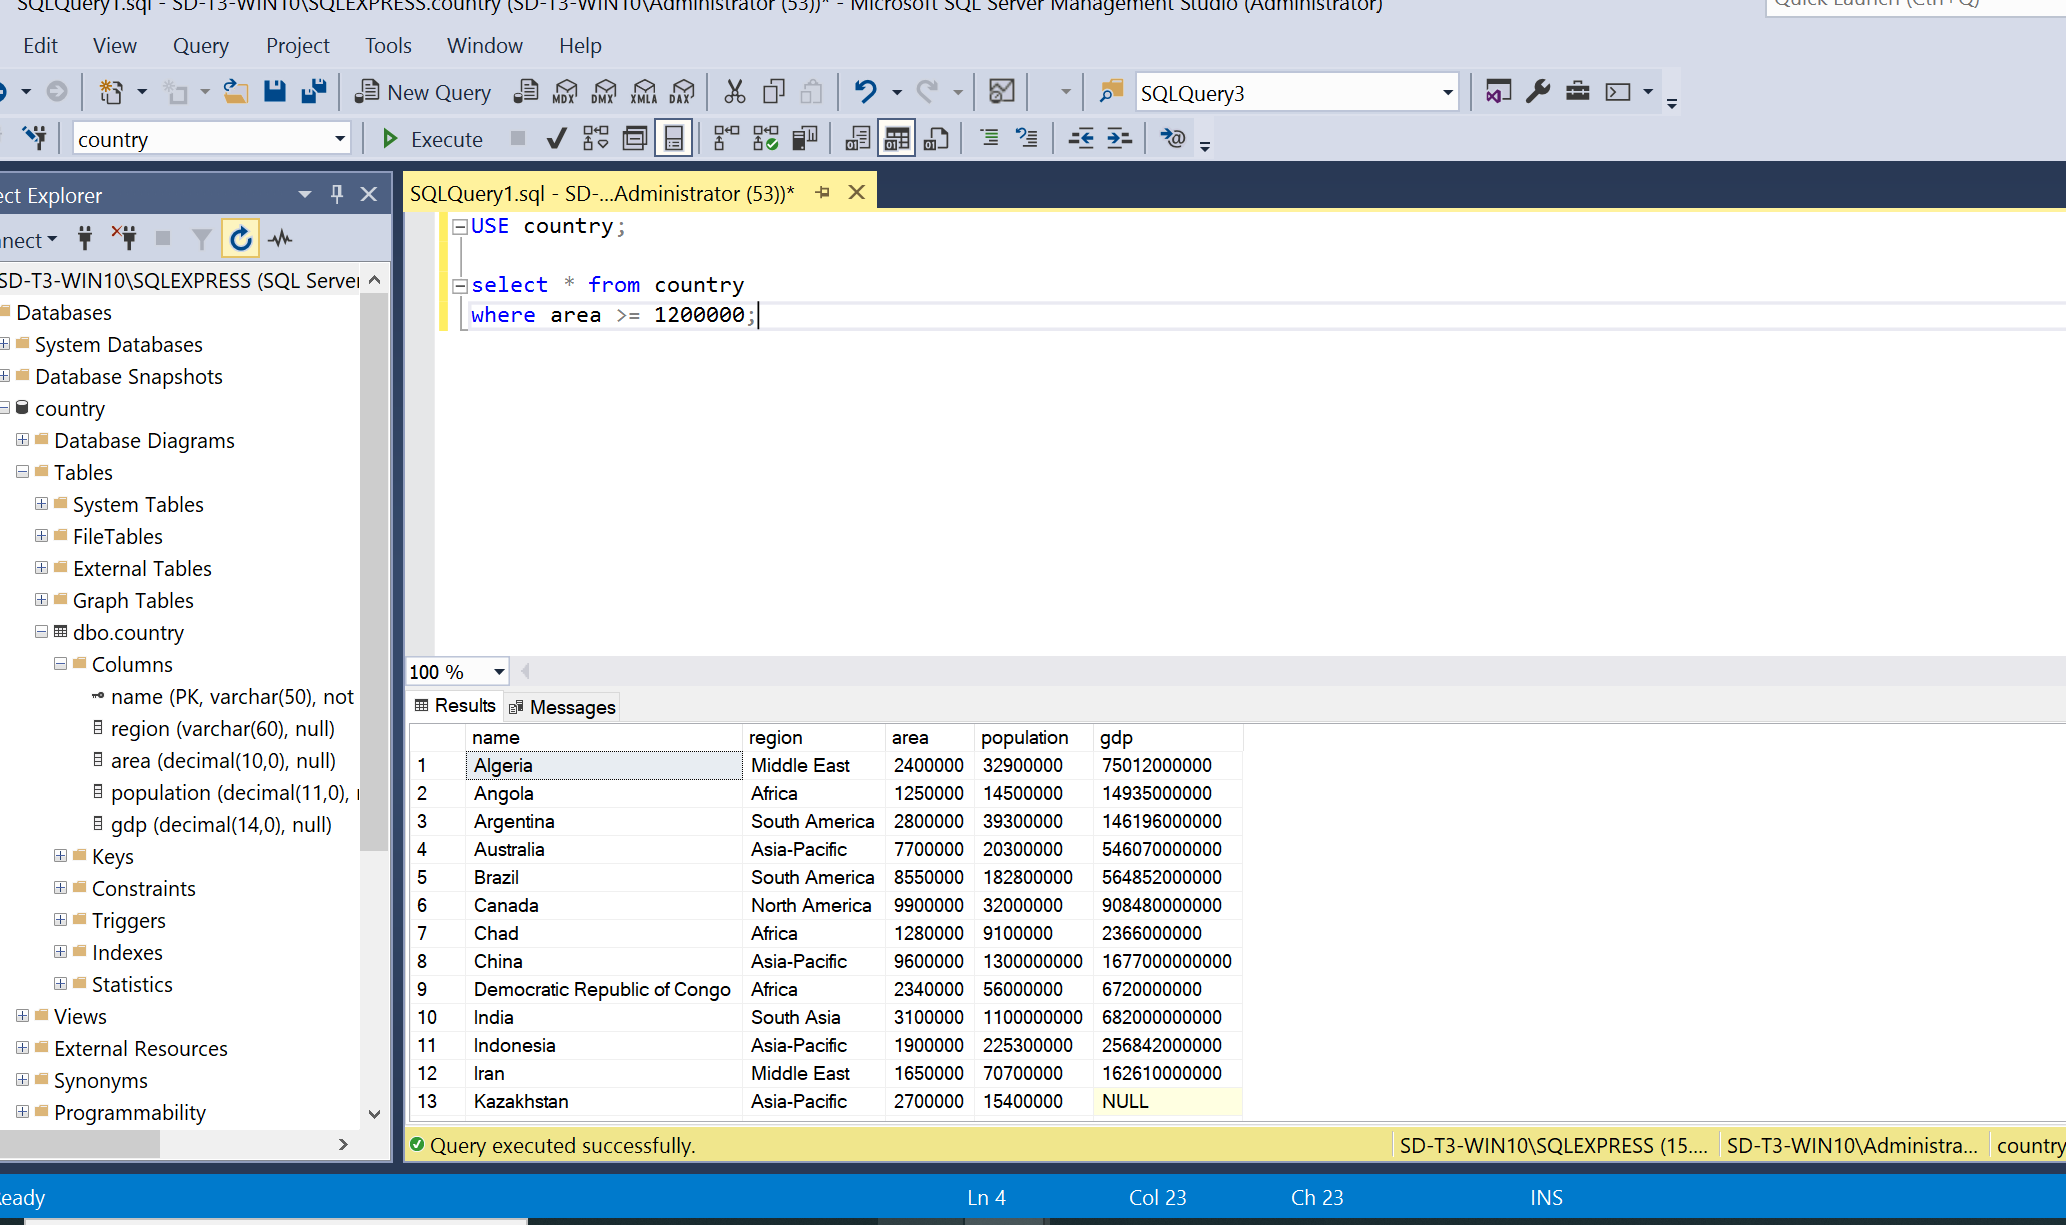 SQLQuery1.sql - SD-T3-WIN10\SQLEXPRESS.country (SD-T3-WIN10\Administrator (53))* - Microsoft SQL Server Management Studio (Administrator)
Quick Launch (Ctrl+Q)
Edit View Query Project Tools Window Help
New Query MDX DMX XMLA DAX SQLQuery3
country Execute
ect Explorer
nnect
SD-T3-WIN10\SQLEXPRESS (SQL Server
Databases
System Databases
Database Snapshots
country
Database Diagrams
Tables
System Tables
FileTables
External Tables
Graph Tables
dbo.country
Columns
name (PK, varchar(50), not
region (varchar(60), null)
area (decimal(10,0), null)
population (decimal(11,0),
gdp (decimal(14,0), null)
Keys
Constraints
Triggers
Indexes
Statistics
Views
External Resources
Synonyms
Programmability
SQLQuery1.sql - SD-...Administrator (53))*
USE country;
select * from country
where area >= 1200000;
100 %
Results Messages
name region area population gdp
1 Algeria Middle East 2400000 32900000 75012000000
2 Angola Africa 1250000 14500000 14935000000
3 Argentina South America 2800000 39300000 146196000000
4 Australia Asia-Pacific 7700000 20300000 546070000000
5 Brazil South America 8550000 182800000 564852000000
6 Canada North America 9900000 32000000 908480000000
7 Chad Africa 1280000 9100000 2366000000
8 China Asia-Pacific 9600000 1300000000 1677000000000
9 Democratic Republic of Congo Africa 2340000 56000000 6720000000
10 India South Asia 3100000 1100000000 682000000000
11 Indonesia Asia-Pacific 1900000 225300000 256842000000
12 Iran Middle East 1650000 70700000 162610000000
13 Kazakhstan Asia-Pacific 2700000 15400000 NULL
Query executed successfully. SD-T3-WIN10\SQLEXPRESS (15.... SD-T3-WIN10\Administra... country
eady Ln 4 Col 23 Ch 23 INS